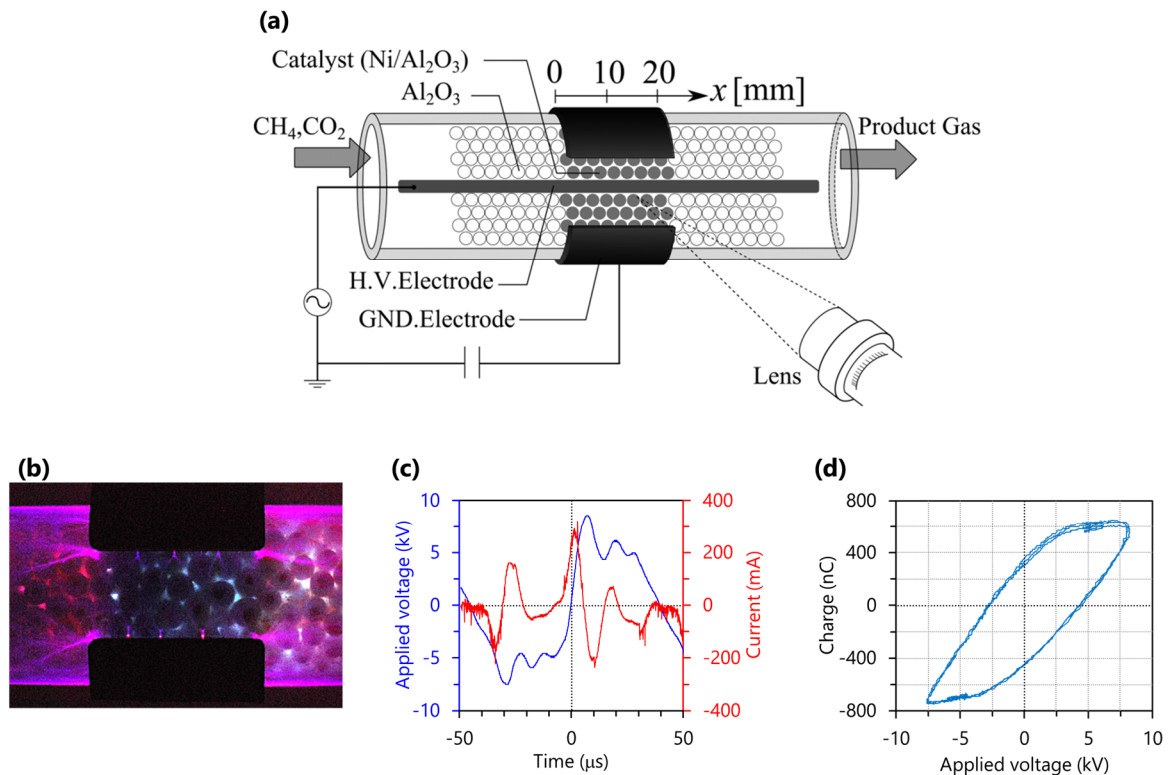 (a)
Catalyst (Ni/Al₂O₃)
Al₂O₃
0 10 20
x [mm]
CH₄,CO₂
Product Gas
H.V.Electrode
GND.Electrode
Lens
(b)
(c)
10
5
0
-5
-10
Applied voltage (kV)
400
200
0
-200
-400
Current (mA)
-50 0 50
Time (μs)
(d)
800
400
0
-400
-800
Charge (nC)
-10 -5 0 5 10
Applied voltage (kV)